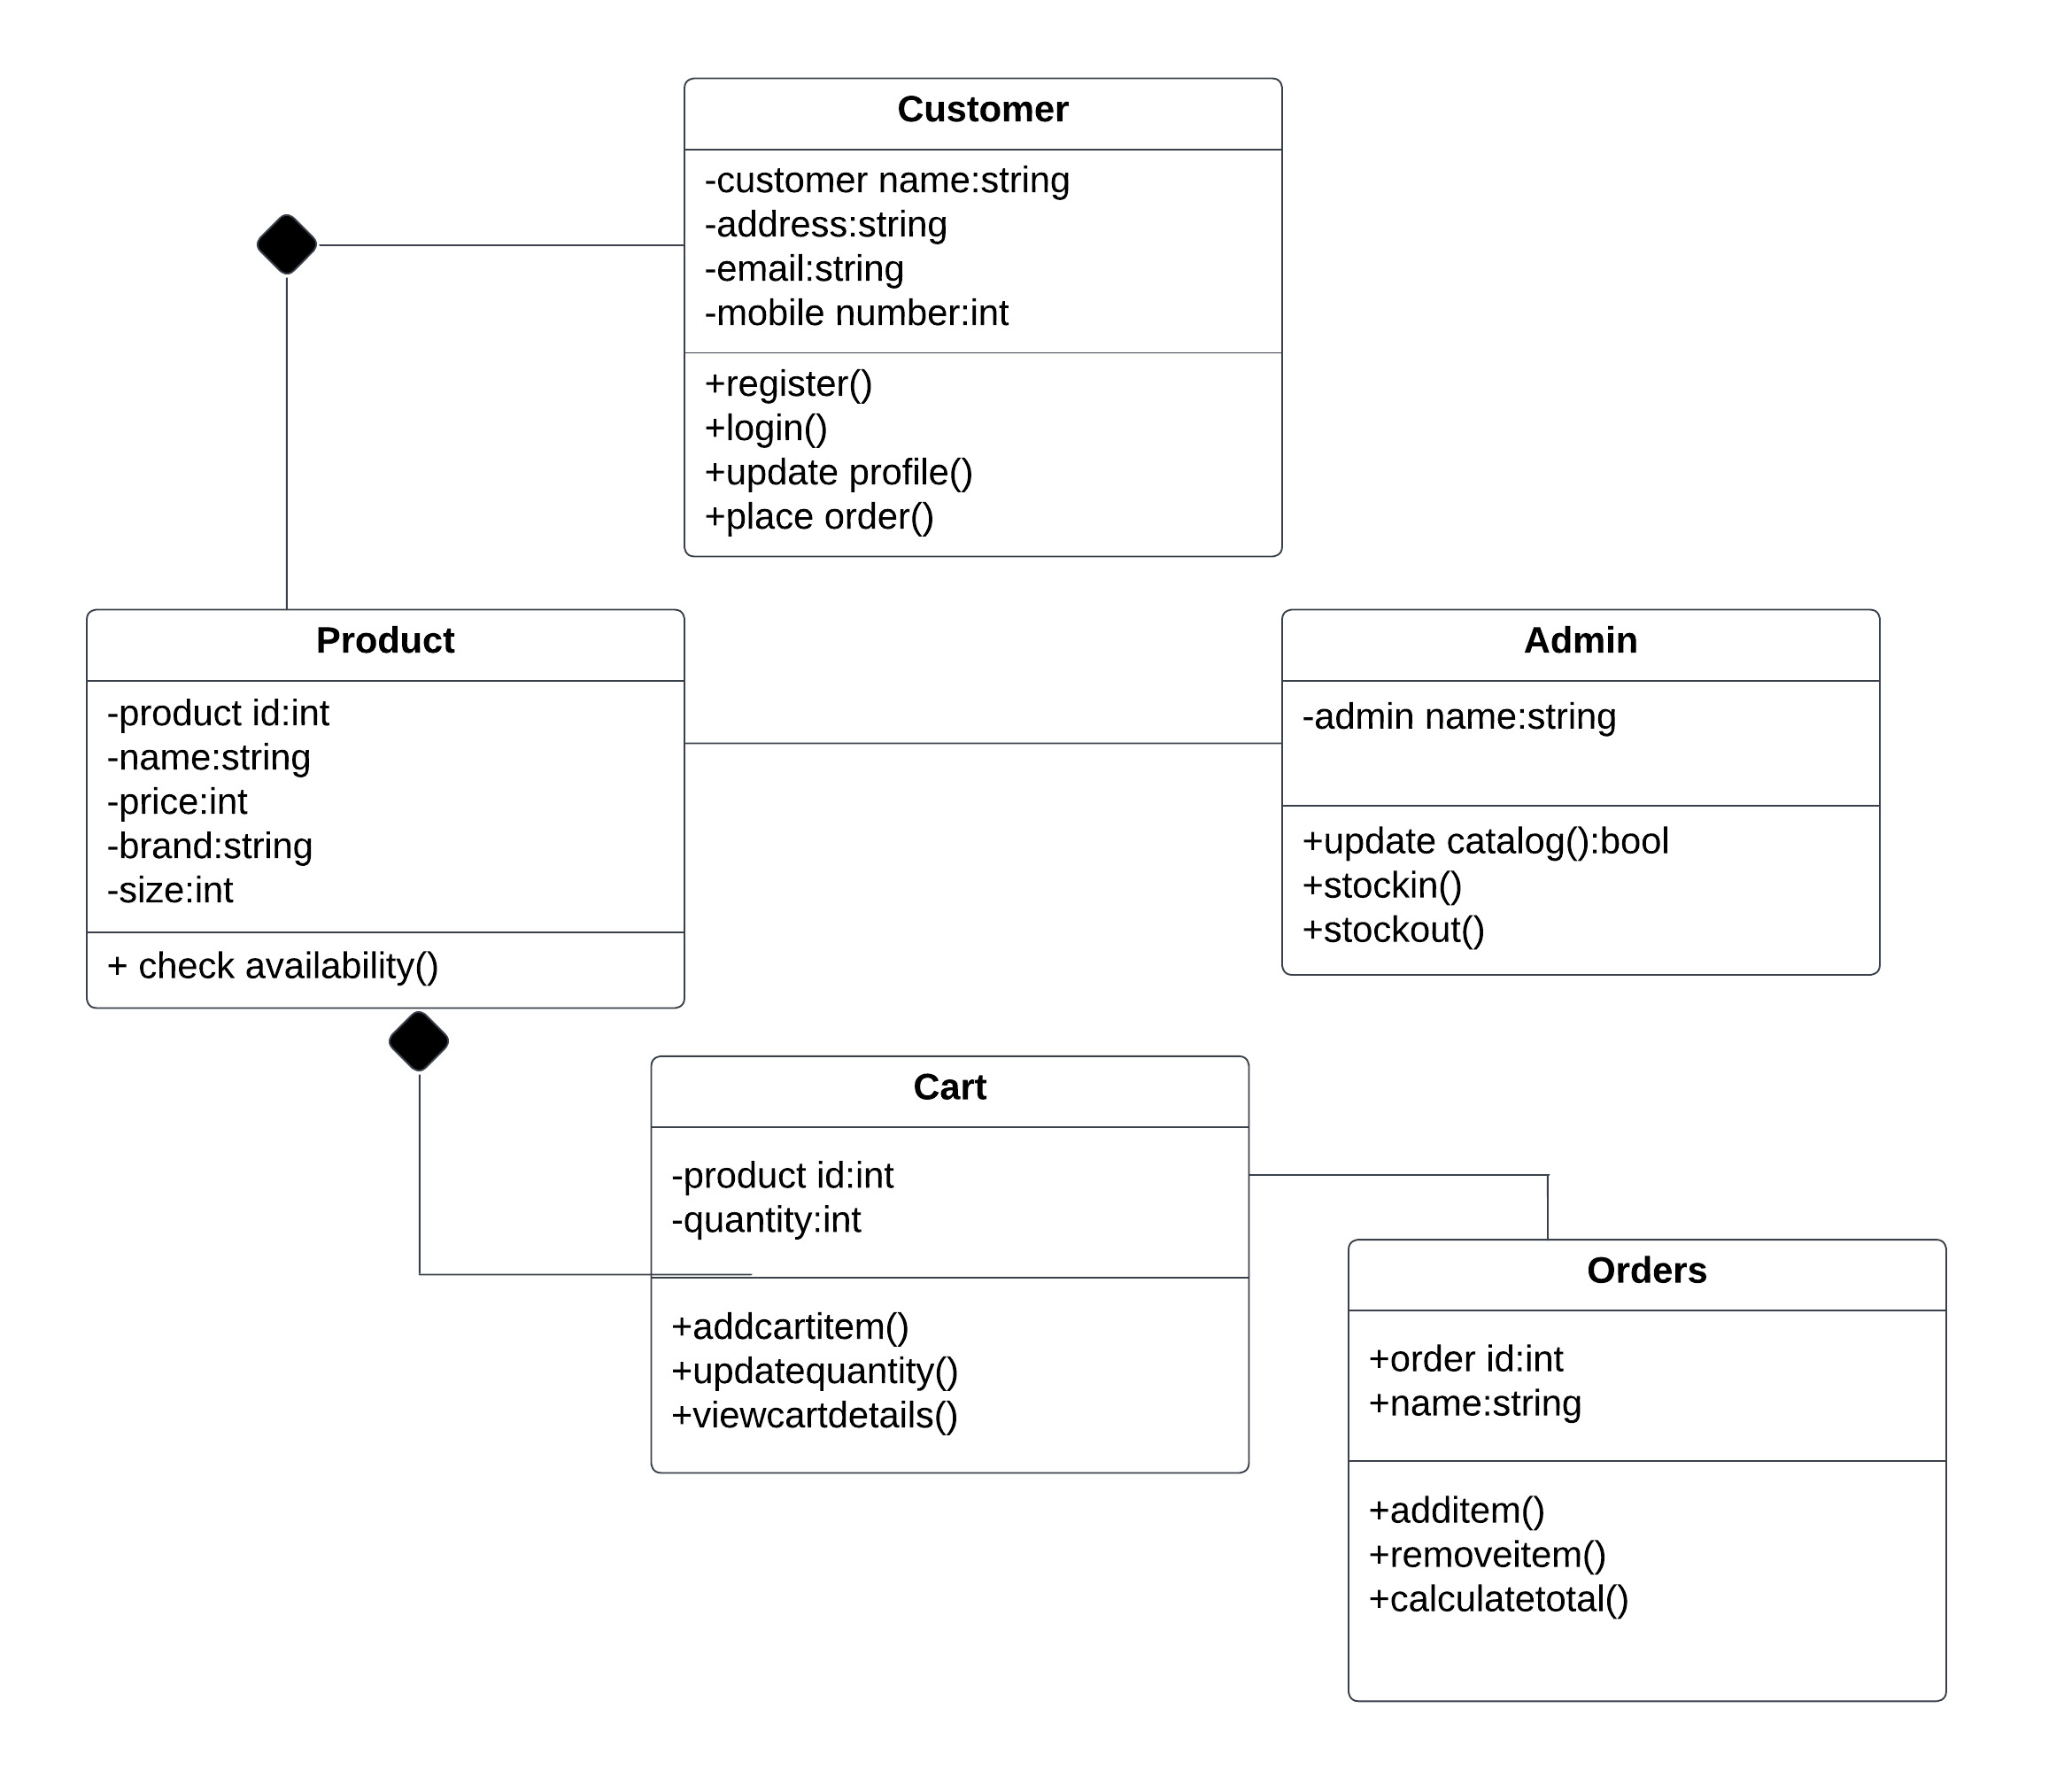 Customer
-customer name:string
-address:string
-email:string
-mobile number:int
+register()
+login()
+update profile()
+place order()
Product
-product id:int
-name:string
-price:int
-brand:string
-size:int
+ check availability()
Admin
-admin name:string
+update catalog():bool
+stockin()
+stockout()
Cart
-product id:int
-quantity:int
+addcartitem()
+updatequantity()
+viewcartdetails()
Orders
+order id:int
+name:string
+additem()
+removeitem()
+calculatetotal()